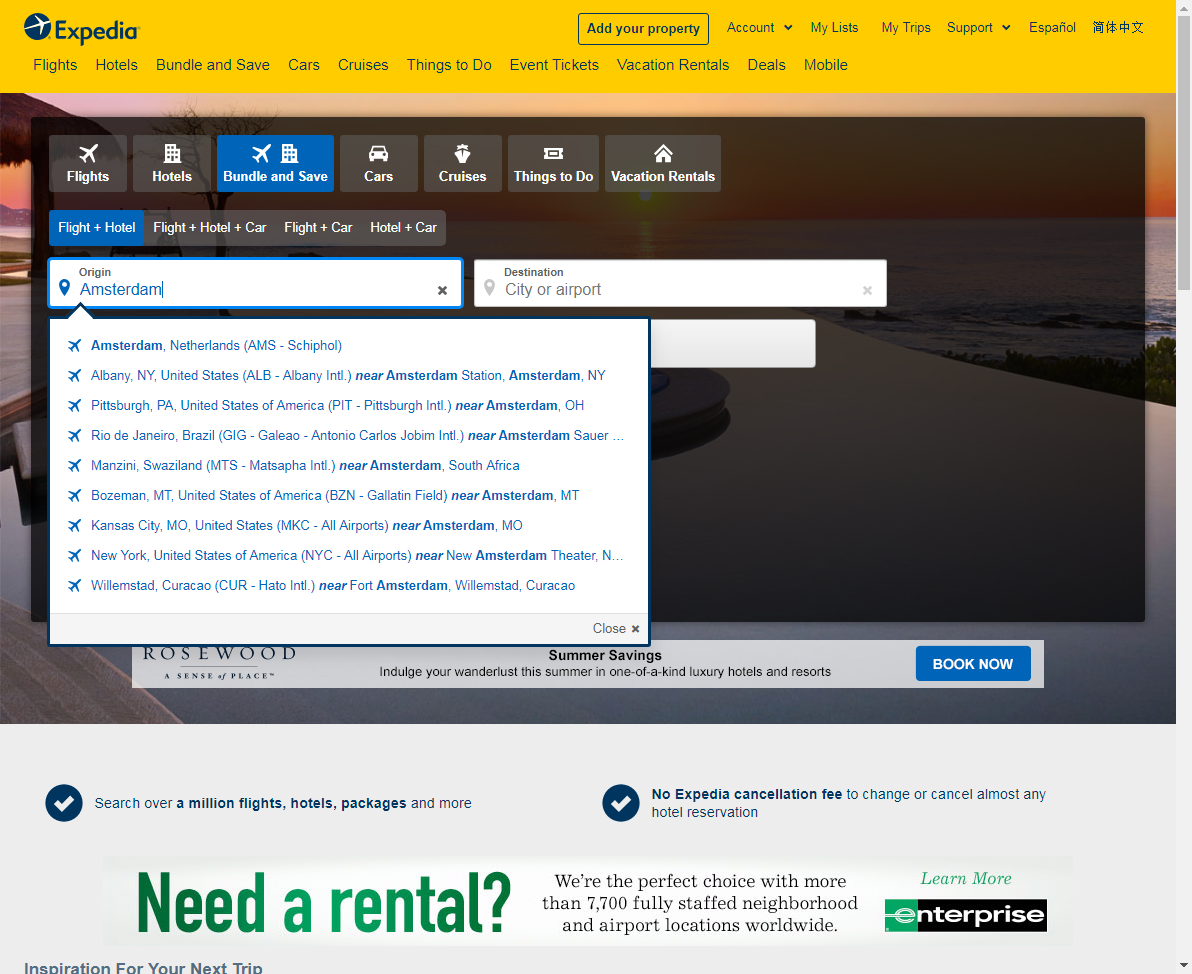 Expedia
Add your property
Account
My Lists
My Trips
Support
Español
简体中文
Flights
Hotels
Bundle and Save
Cars
Cruises
Things to Do
Event Tickets
Vacation Rentals
Deals
Mobile
Flights
Hotels
Bundle and Save
Cars
Cruises
Things to Do
Vacation Rentals
Flight + Hotel
Flight + Hotel + Car
Flight + Car
Hotel + Car
Origin
Amsterdam
Destination
City or airport
Amsterdam, Netherlands (AMS - Schiphol)
Albany, NY, United States (ALB - Albany Intl.) near Amsterdam Station, Amsterdam, NY
Pittsburgh, PA, United States of America (PIT - Pittsburgh Intl.) near Amsterdam, OH
Rio de Janeiro, Brazil (GIG - Galeao - Antonio Carlos Jobim Intl.) near Amsterdam Sauer ...
Manzini, Swaziland (MTS - Matsapha Intl.) near Amsterdam, South Africa
Bozeman, MT, United States of America (BZN - Gallatin Field) near Amsterdam, MT
Kansas City, MO, United States (MKC - All Airports) near Amsterdam, MO
New York, United States of America (NYC - All Airports) near New Amsterdam Theater, N...
Willemstad, Curacao (CUR - Hato Intl.) near Fort Amsterdam, Willemstad, Curacao
Close
ROSEWOOD
A SENSE of PLACE™
Summer Savings
Indulge your wanderlust this summer in one-of-a-kind luxury hotels and resorts
BOOK NOW
Search over a million flights, hotels, packages and more
No Expedia cancellation fee to change or cancel almost any
hotel reservation
Need a rental?
We're the perfect choice with more
than 7,700 fully staffed neighborhood
and airport locations worldwide.
Learn More
enterprise
Inspiration For Your Next Trip